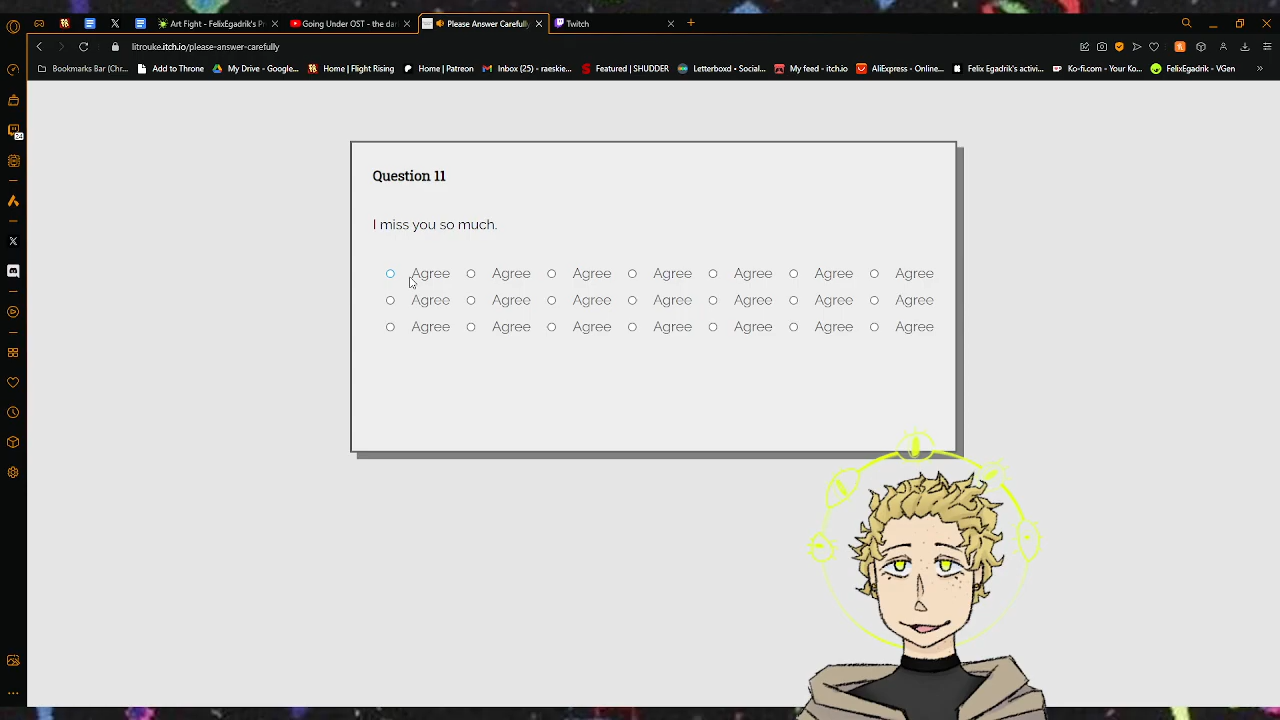 Art Fight - FelixEgadrik's Pr
Going Under OST - the dar
Please Answer Carefully
Twitch
litrouke.itch.io/please-answer-carefully
Bookmarks Bar (Chr...
Add to Throne
My Drive - Google...
Home | Flight Rising
Home | Patreon
Inbox (25) - raeskie...
Featured | SHUDDER
Letterboxd • Social...
My feed - itch.io
AliExpress - Online...
Felix Egadrik's activi...
Ko-fi.com - Your Ko...
FelixEgadrik - VGen
Question 11
I miss you so much.
Agree Agree Agree Agree Agree Agree Agree
Agree Agree Agree Agree Agree Agree Agree
Agree Agree Agree Agree Agree Agree Agree